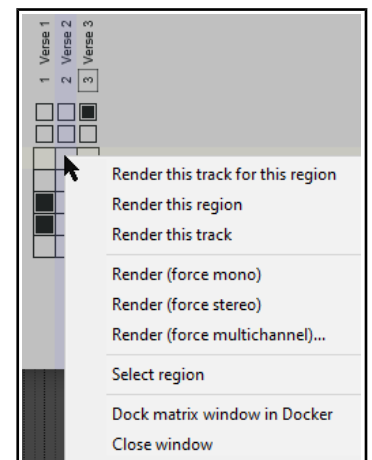 1 Verse 1
2 Verse 2
3 Verse 3
Render this track for this region
Render this region
Render this track
Render (force mono)
Render (force stereo)
Render (force multichannel)...
Select region
Dock matrix window in Docker
Close window